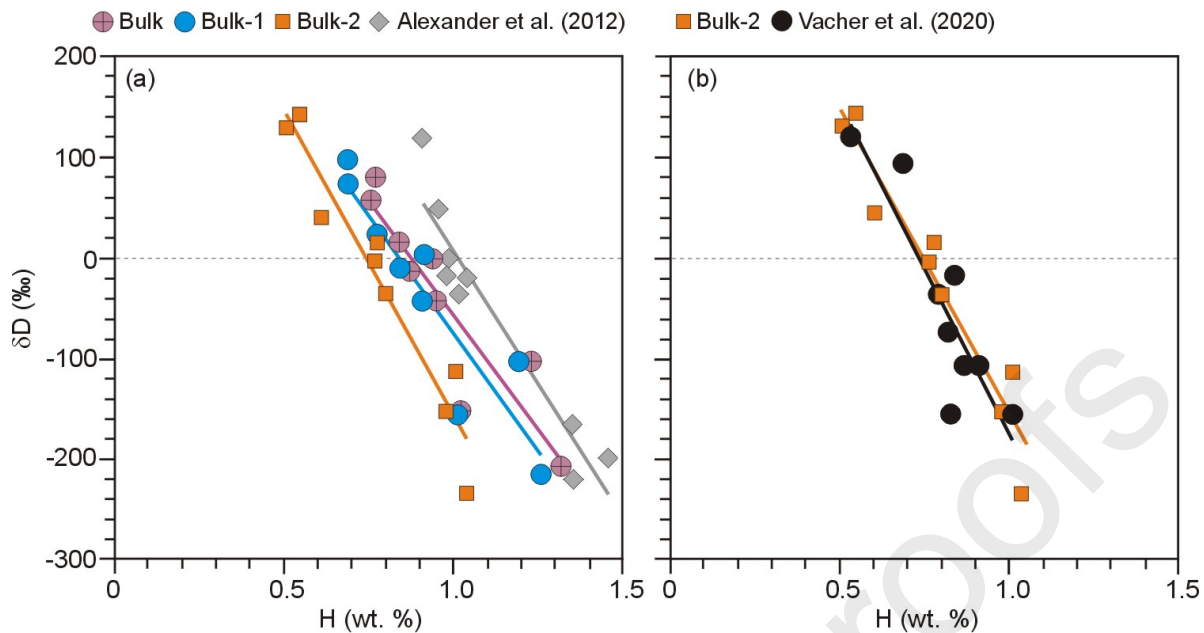 Bulk Bulk-1 Bulk-2 Alexander et al. (2012) Bulk-2 Vacher et al. (2020)
(a) (b)
200
100
0
-100
-200
-300
δD (‰)
0 0.5 1.0 1.5 0 0.5 1.0 1.5
H (wt. %) H (wt. %)
roofs